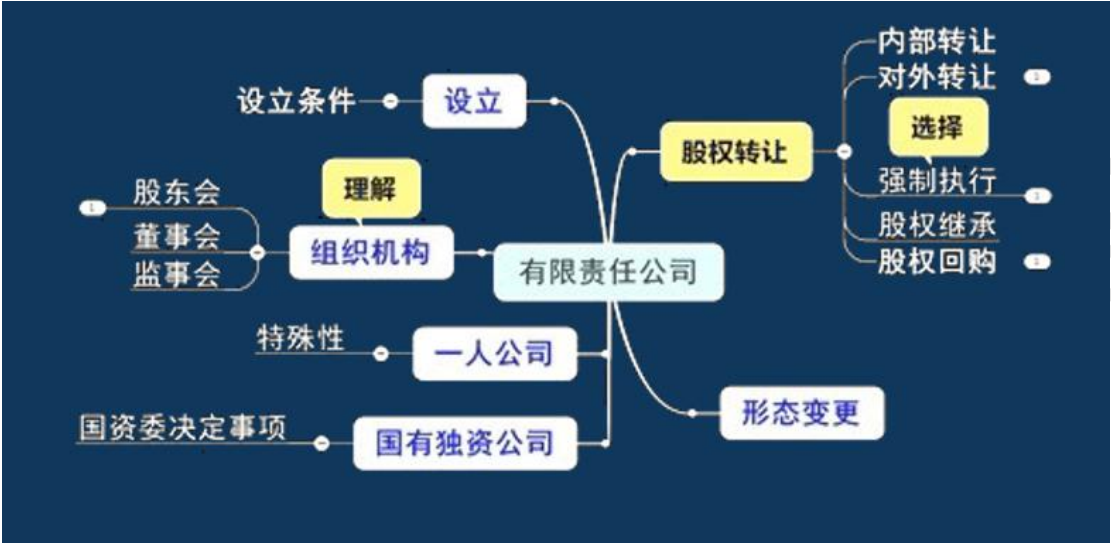 设立条件
设立
理解
股东会
董事会
监事会
组织机构
特殊性
一人公司
国资委决定事项
国有独资公司
有限责任公司
股权转让
内部转让
对外转让
选择
强制执行
股权继承
股权回购
形态变更